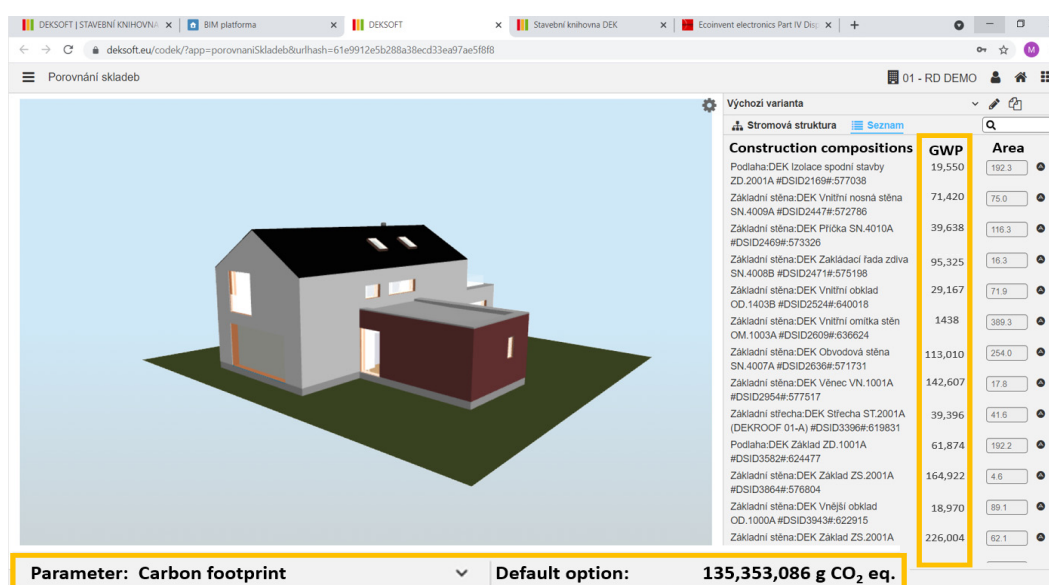 DEKSOFT | STAVEBNÍ KNIHOVNA
BIM platforma
DEKSOFT
Stavební knihovna DEK
Ecoinvent electronics Part IV Disp
deksoft.eu/codek/?app=porovnaniSkladeb&urlhash=61e9912e5b288a38ecd33ea97ae5f8f8
M
Porovnání skladeb
01 - RD DEMO
Výchozí varianta
Stromová struktura Seznam
Construction compositions GWP Area
Podlaha:DEK Izolace spodní stavby 19,550 192.3
ZD.2001A #DSID2169#:577038
Základní stěna:DEK Vnitřní nosná stěna 71,420 75.0
SN.4009A #DSID2447#:572786
Základní stěna:DEK Příčka SN.4010A 39,638 116.3
#DSID2469#:573326
Základní stěna:DEK Zakládací řada zdiva 95,325 16.3
SN.4008B #DSID2471#:575198
Základní stěna:DEK Vnitřní obklad 29,167 71.9
OD.1403B #DSID2524#:640018
Základní stěna:DEK Vnitřní omítka stěn 1438 389.3
OM.1003A #DSID2609#:636624
Základní stěna:DEK Obvodová stěna 113,010 254.0
SN.4007A #DSID2636#:571731
Základní stěna:DEK Věnec VN.1001A 142,607 17.8
#DSID2954#:577517
Základní střecha:DEK Střecha ST.2001A 39,396 41.6
(DEKROOF 01-A) #DSID3396#:619831
Podlaha:DEK Základ ZD.1001A 61,874 192.2
#DSID3582#:624477
Základní stěna:DEK Základ ZS.2001A 164,922 4.6
#DSID3864#:576804
Základní stěna:DEK Vnější obklad 18,970 89.1
OD.1000A #DSID3943#:622915
Základní stěna:DEK Základ ZS.2001A 226,004 62.1
Parameter: Carbon footprint Default option: 135,353,086 g CO₂ eq.